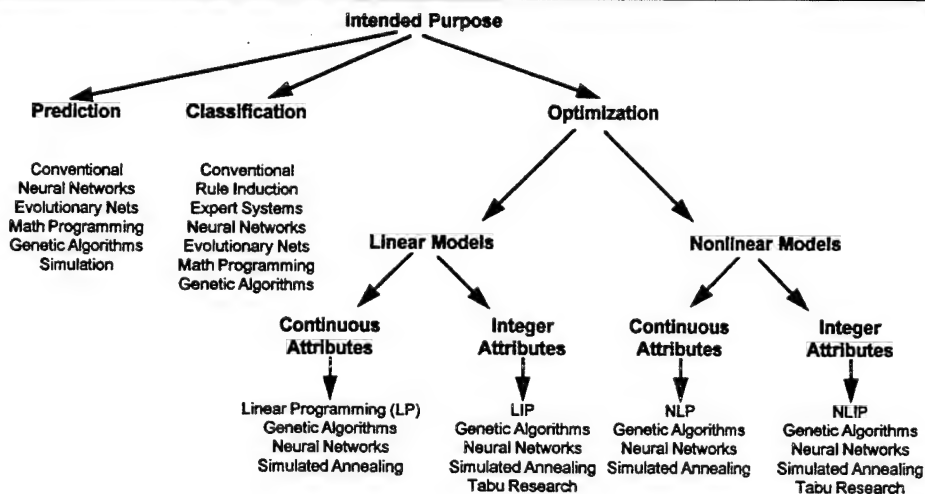 Intended Purpose
Prediction
Classification
Optimization
Conventional
Neural Networks
Evolutionary Nets
Math Programming
Genetic Algorithms
Simulation
Conventional
Rule Induction
Expert Systems
Neural Networks
Evolutionary Nets
Math Programming
Genetic Algorithms
Linear Models
Nonlinear Models
Continuous
Attributes
Integer
Attributes
Continuous
Attributes
Integer
Attributes
Linear Programming (LP)
Genetic Algorithms
Neural Networks
Simulated Annealing
LIP
Genetic Algorithms
Neural Networks
Simulated Annealing
Tabu Research
NLP
Genetic Algorithms
Neural Networks
Simulated Annealing
NLIP
Genetic Algorithms
Neural Networks
Simulated Annealing
Tabu Research